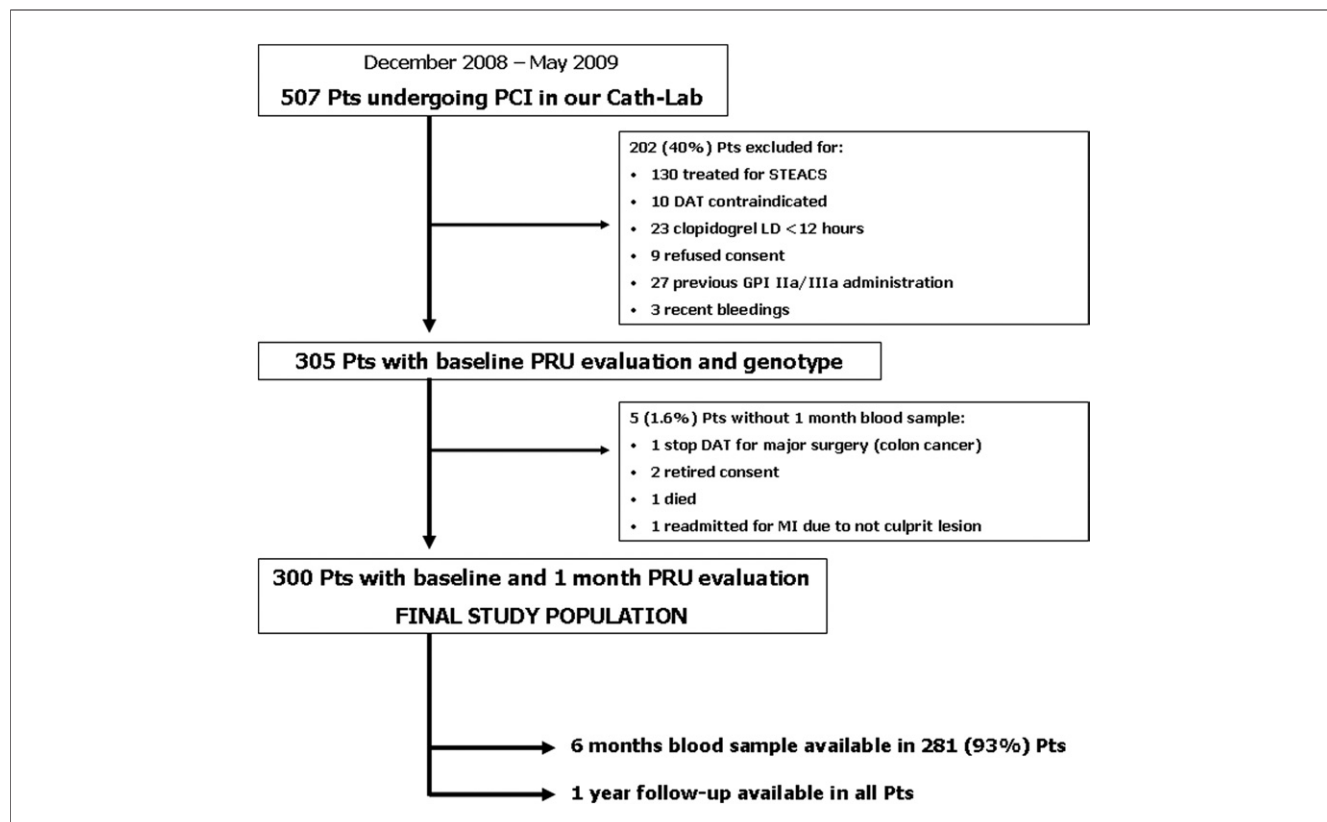 December 2008 – May 2009
507 Pts undergoing PCI in our Cath-Lab
202 (40%) Pts excluded for:
• 130 treated for STEACS
• 10 DAT contraindicated
• 23 clopidogrel LD <12 hours
• 9 refused consent
• 27 previous GPI IIa/IIIa administration
• 3 recent bleedings
305 Pts with baseline PRU evaluation and genotype
5 (1.6%) Pts without 1 month blood sample:
• 1 stop DAT for major surgery (colon cancer)
• 2 retired consent
• 1 died
• 1 readmitted for MI due to not culprit lesion
300 Pts with baseline and 1 month PRU evaluation
FINAL STUDY POPULATION
6 months blood sample available in 281 (93%) Pts
1 year follow-up available in all Pts